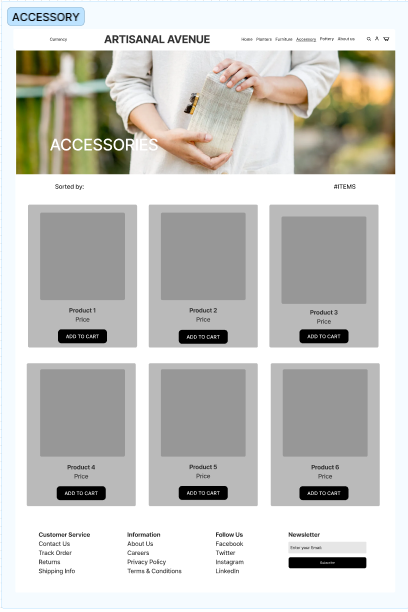 ACCESSORY
Currency
ARTISANAL AVENUE
Home Planters Furniture Accessory Pottery About us
ACCESSORIES
Sorted by:
#ITEMS
Product 1
Price
ADD TO CART
Product 2
Price
ADD TO CART
Product 3
Price
ADD TO CART
Product 4
Price
ADD TO CART
Product 5
Price
ADD TO CART
Product 6
Price
ADD TO CART
Customer Service
Contact Us
Track Order
Returns
Shipping Info
Information
About Us
Careers
Privacy Policy
Terms & Conditions
Follow Us
Facebook
Twitter
Instagram
LinkedIn
Newsletter
Enter your Email.